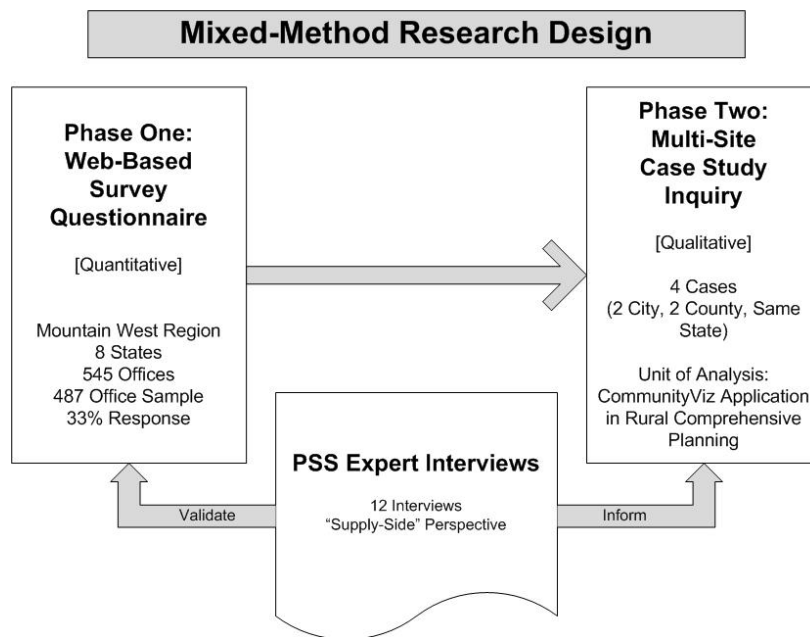 Mixed-Method Research Design
Phase One:
Web-Based
Survey
Questionnaire
[Quantitative]
Mountain West Region
8 States
545 Offices
487 Office Sample
33% Response
Phase Two:
Multi-Site
Case Study
Inquiry
[Qualitative]
4 Cases
(2 City, 2 County, Same
State)
Unit of Analysis:
CommunityViz Application
in Rural Comprehensive
Planning
PSS Expert Interviews
12 Interviews
“Supply-Side” Perspective
Validate
Inform